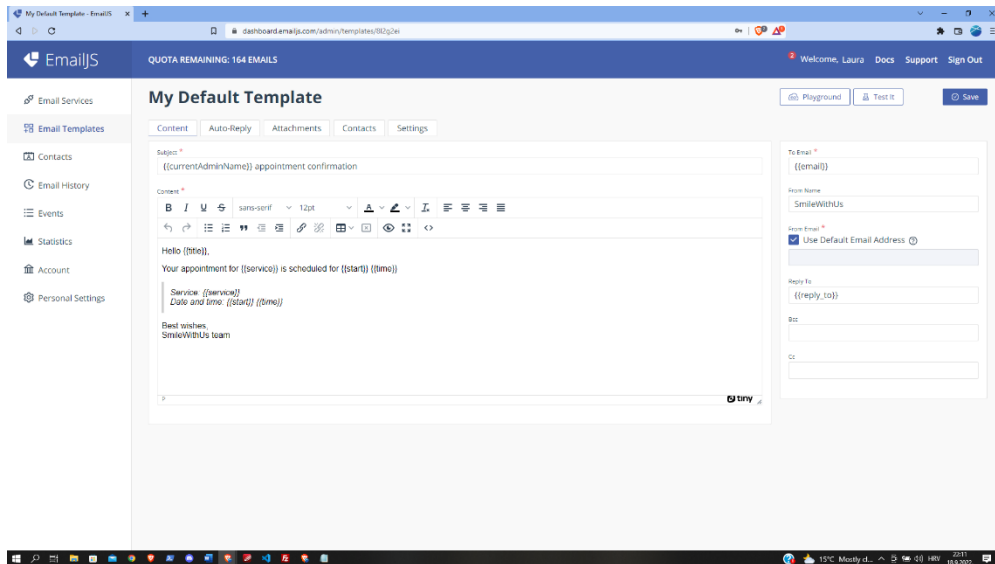 My Default Template - EmailJS
dashboard.emailjs.com/admin/templates/8l2g2ei
EmailJS
QUOTA REMAINING: 164 EMAILS
Welcome, Laura Docs Support Sign Out
Email Services
Email Templates
Contacts
Email History
Events
Statistics
Account
Personal Settings
My Default Template
Playground Test It Save
Content Auto-Reply Attachments Contacts Settings
Subject *
{{currentAdminName}} appointment confirmation
Content *
B I U S sans-serif 12pt A
Hello {{title}},
Your appointment for {{service}} is scheduled for {{start}} {{time}}
Service: {{service}}
Date and time: {{start}} {{time}}
Best wishes,
SmileWithUs team
tiny
To Email *
{{email}}
From Name
SmileWithUs
From Email *
Use Default Email Address
Reply To
{{reply_to}}
Bcc
Cc
15°C Mostly cl... HRV 22:11
18.9.2022.